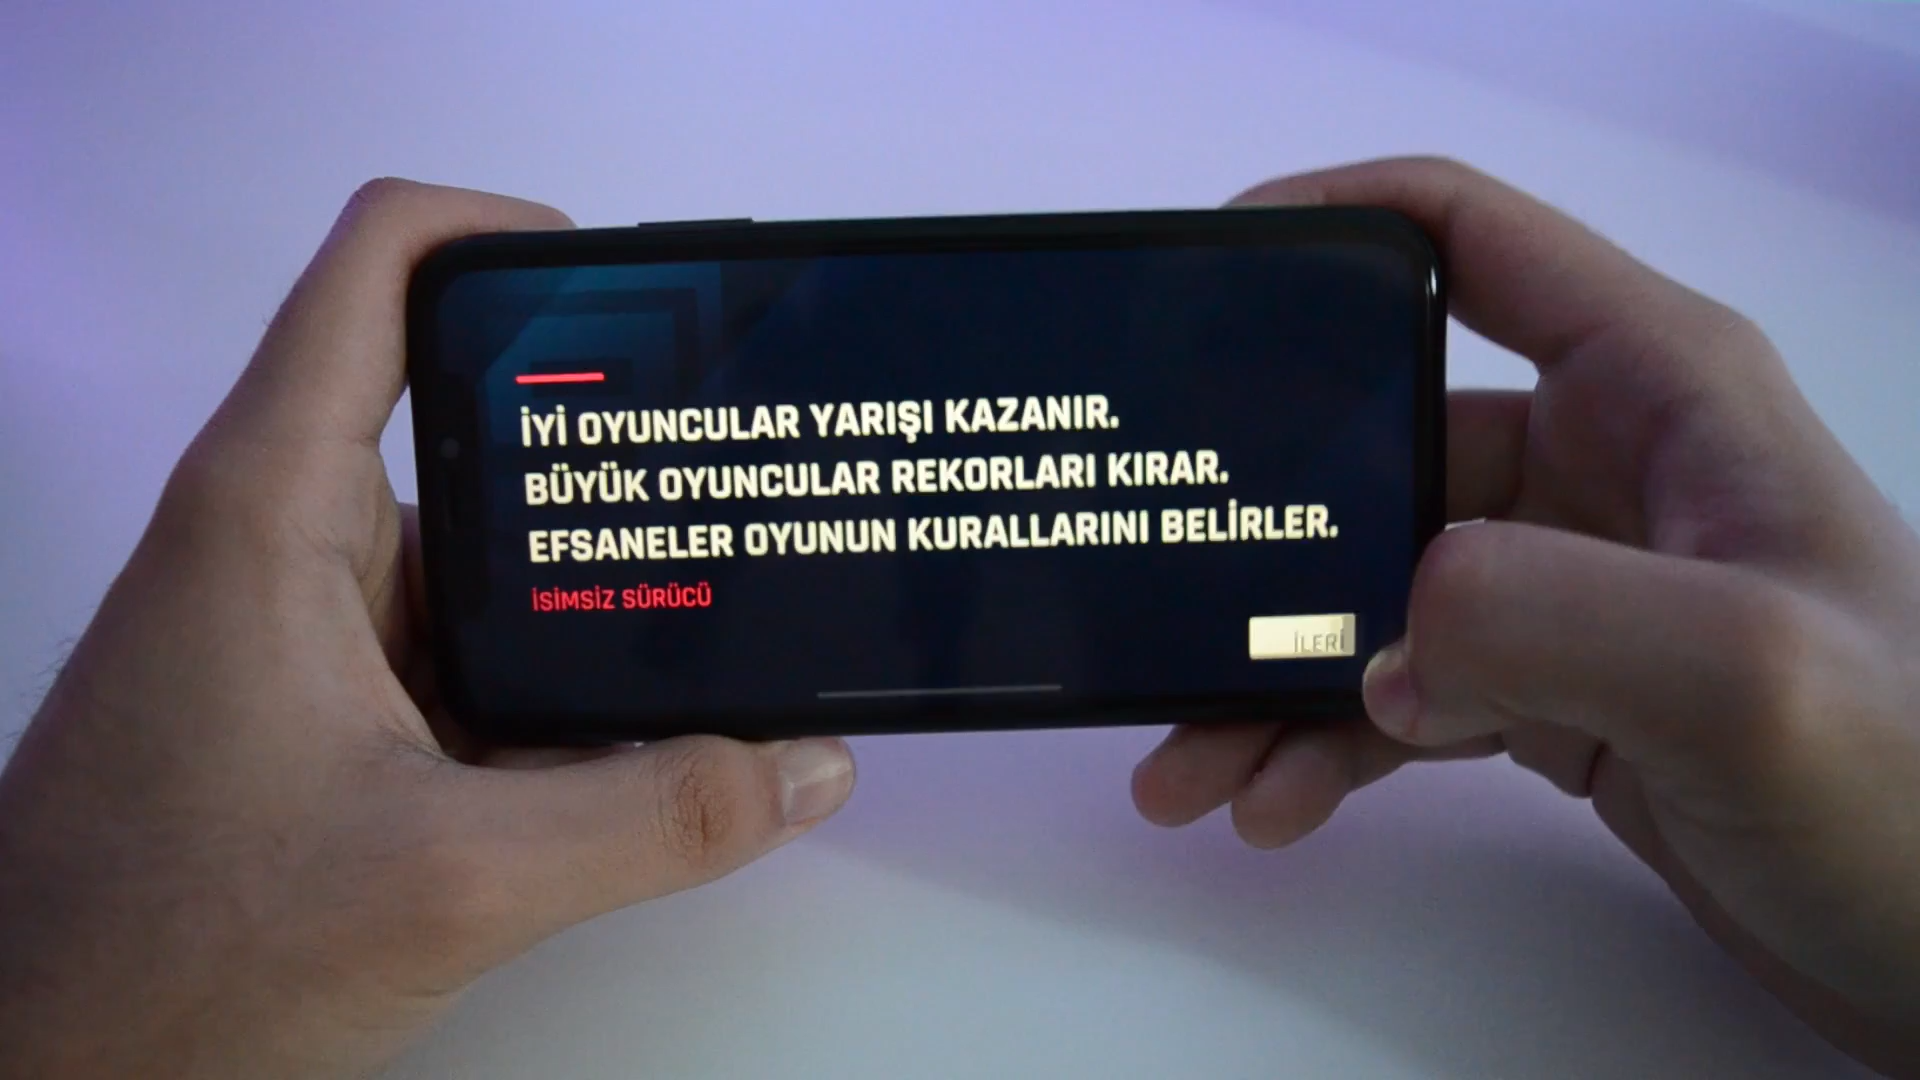 İYİ OYUNCULAR YARIŞI KAZANIR.
BÜYÜK OYUNCULAR REKORLARI KIRAR.
EFSANELER OYUNUN KURALLARINI BELİRLER.
İSİMSİZ SÜRÜCÜ
İLERİ